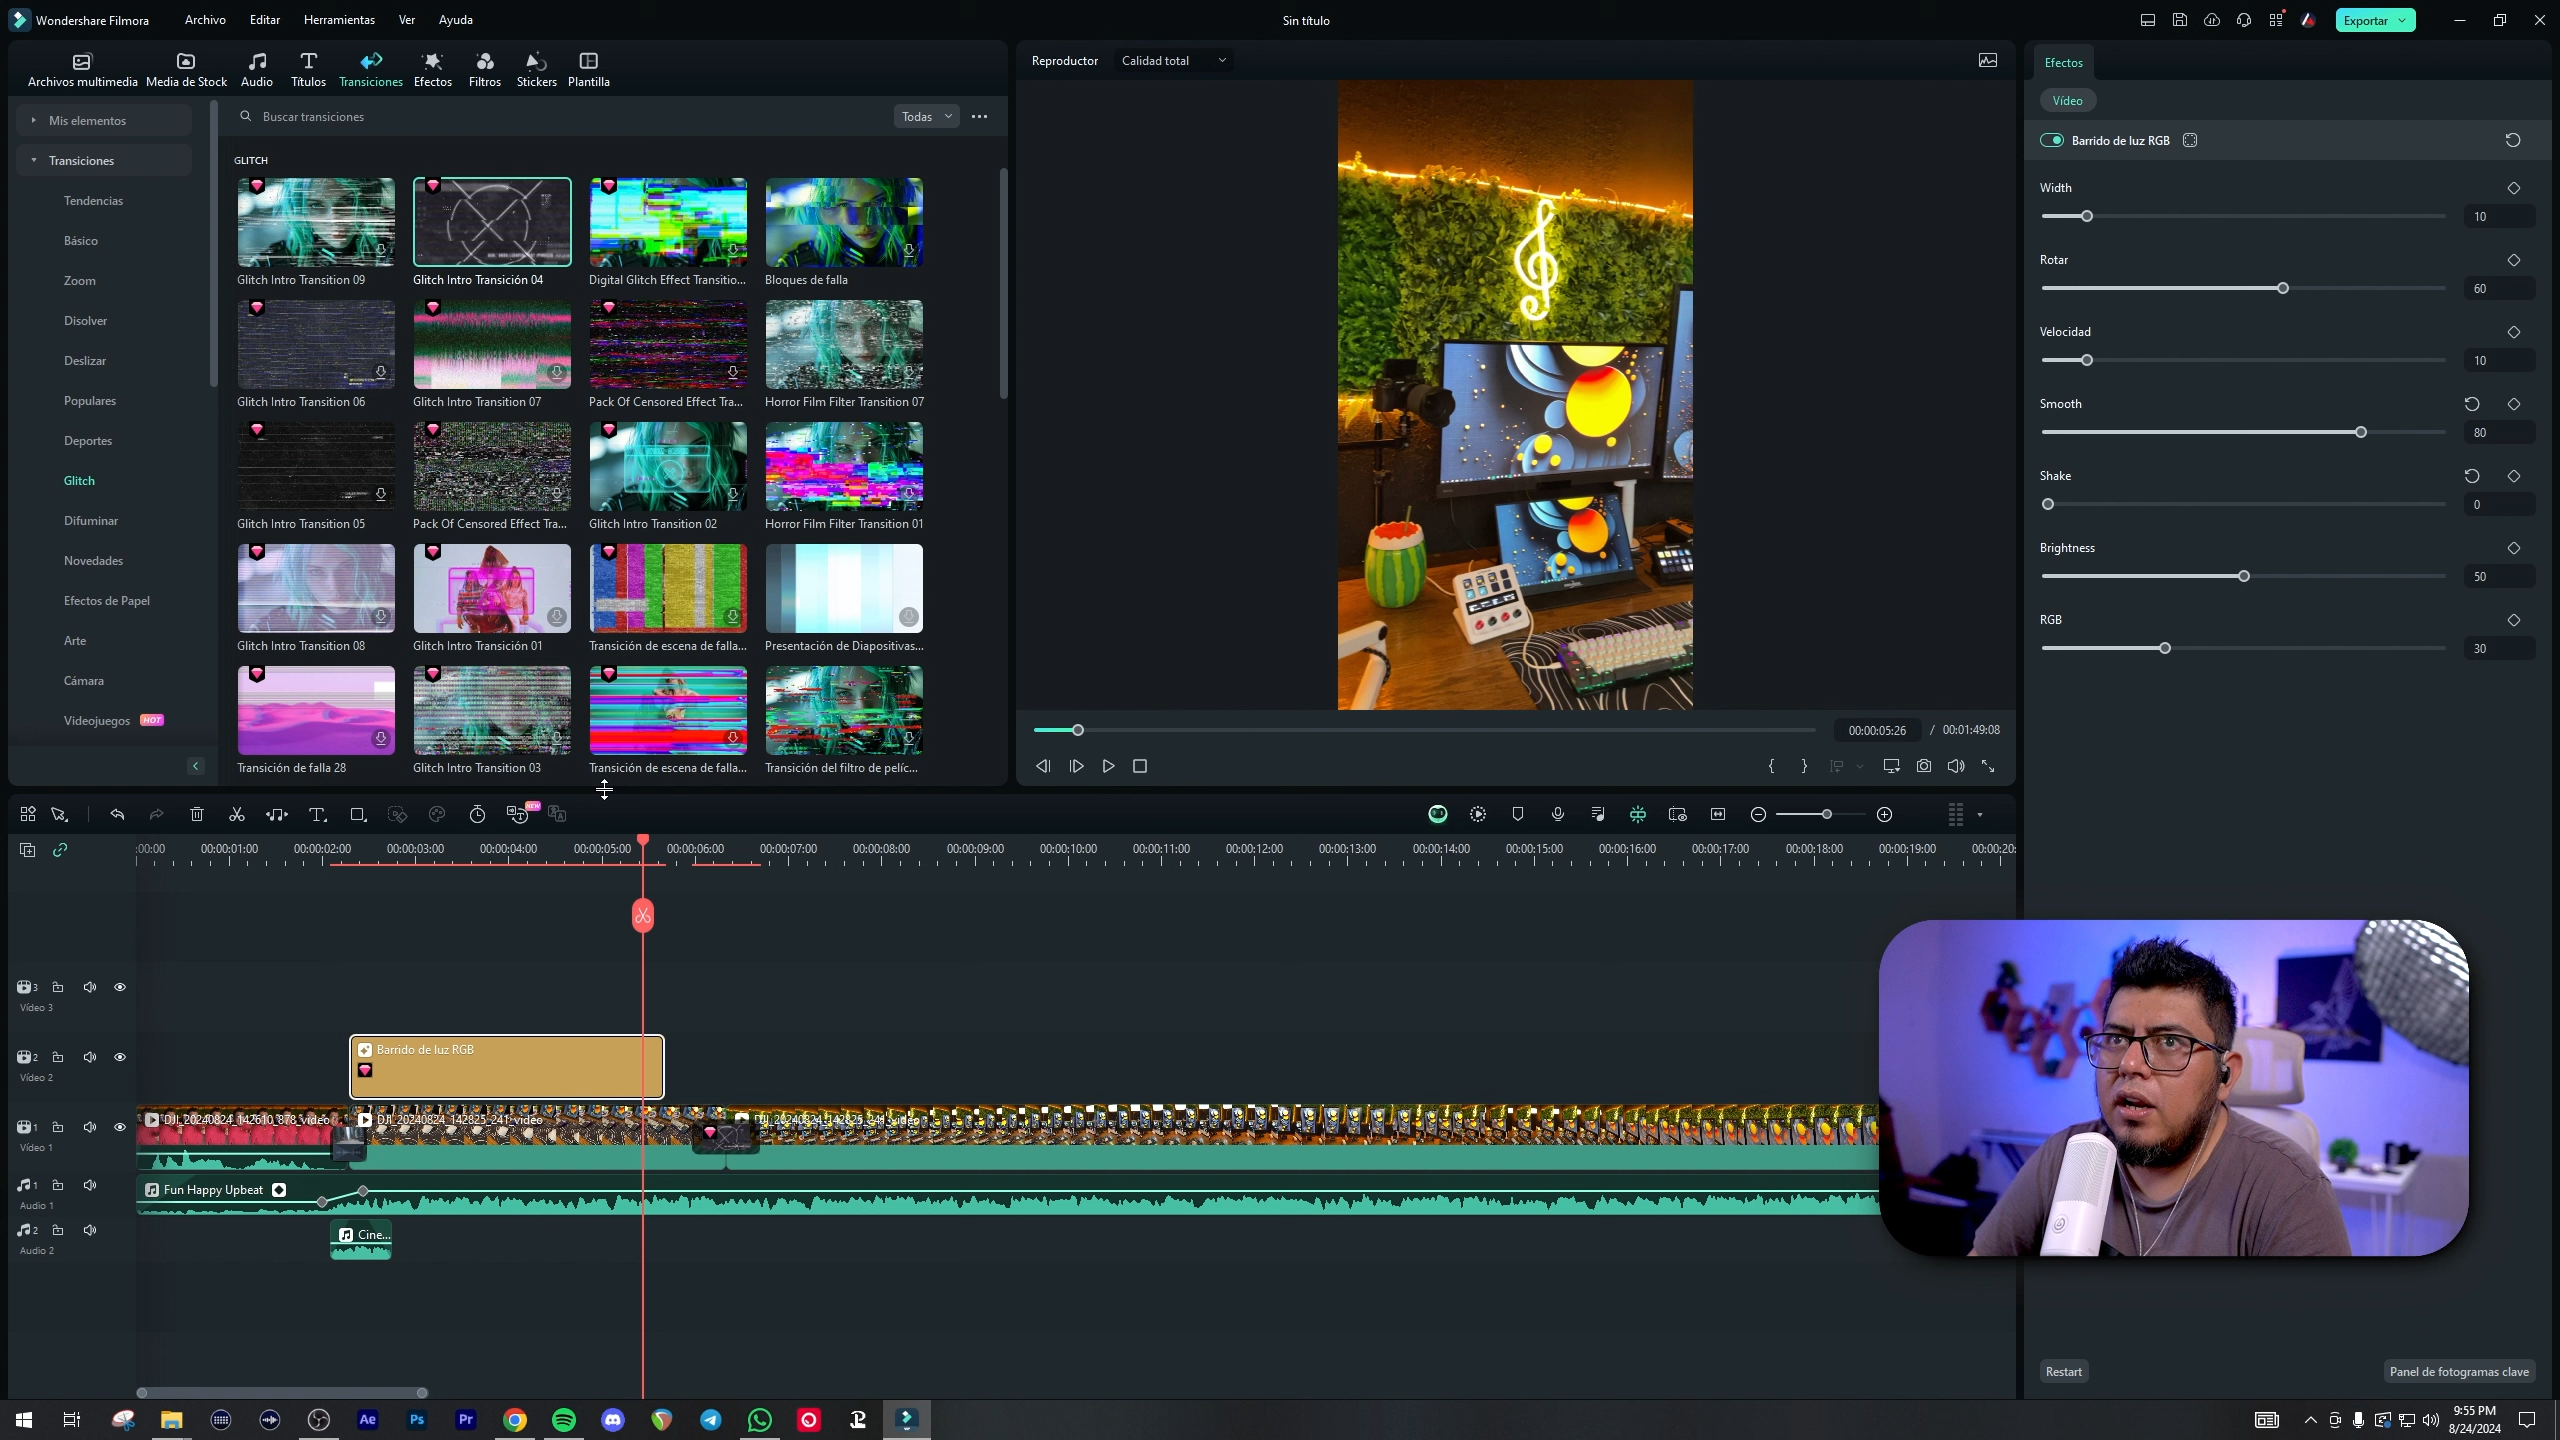 Wondershare Filmora
Archivo
Editar
Herramientas
Ver
Ayuda
Sin título
Exportar
Archivos multimedia
Media de Stock
Audio
Títulos
Transiciones
Efectos
Filtros
Stickers
Plantilla
Mis elementos
Transiciones
Tendencias
Básico
Zoom
Disolver
Deslizar
Populares
Deportes
Glitch
Difuminar
Novedades
Efectos de Papel
Arte
Cámara
Videojuegos HOT
Buscar transiciones
Todas
GLITCH
Glitch Intro Transition 09
Glitch Intro Transición 04
Digital Glitch Effect Transitio...
Bloques de falla
Glitch Intro Transition 06
Glitch Intro Transition 07
Pack Of Censored Effect Tra...
Horror Film Filter Transition 07
Glitch Intro Transition 05
Pack Of Censored Effect Tra...
Glitch Intro Transition 02
Horror Film Filter Transition 01
Glitch Intro Transition 08
Glitch Intro Transición 01
Transición de escena de falla...
Presentación de Diapositivas...
Transición de falla 28
Glitch Intro Transition 03
Transición de escena de falla...
Transición del filtro de pelíc...
Reproductor
Calidad total
00:00:05:26 / 00:01:49:08
Efectos
Vídeo
Barrido de luz RGB
Width
10
Rotar
60
Velocidad
10
Smooth
80
Shake
0
Brightness
50
RGB
30
NEW
:00:00
00:00:01:00
00:00:02:00
00:00:03:00
00:00:04:00
00:00:05:00
00:00:06:00
00:00:07:00
00:00:08:00
00:00:09:00
00:00:10:00
00:00:11:00
00:00:12:00
00:00:13:00
00:00:14:00
00:00:15:00
00:00:16:00
00:00:17:00
00:00:18:00
00:00:19:00
00:00:20:
3
Vídeo 3
2
Vídeo 2
Barrido de luz RGB
1
Vídeo 1
DJI_20240824_142610_878_video
DJI_20240824_142825_241_video
DJI_20240824_142825_241_video
1
Audio 1
Fun Happy Upbeat
2
Audio 2
Cine...
Restart
Panel de fotogramas clave
Ae
Ps
Pr
9:55 PM
8/24/2024